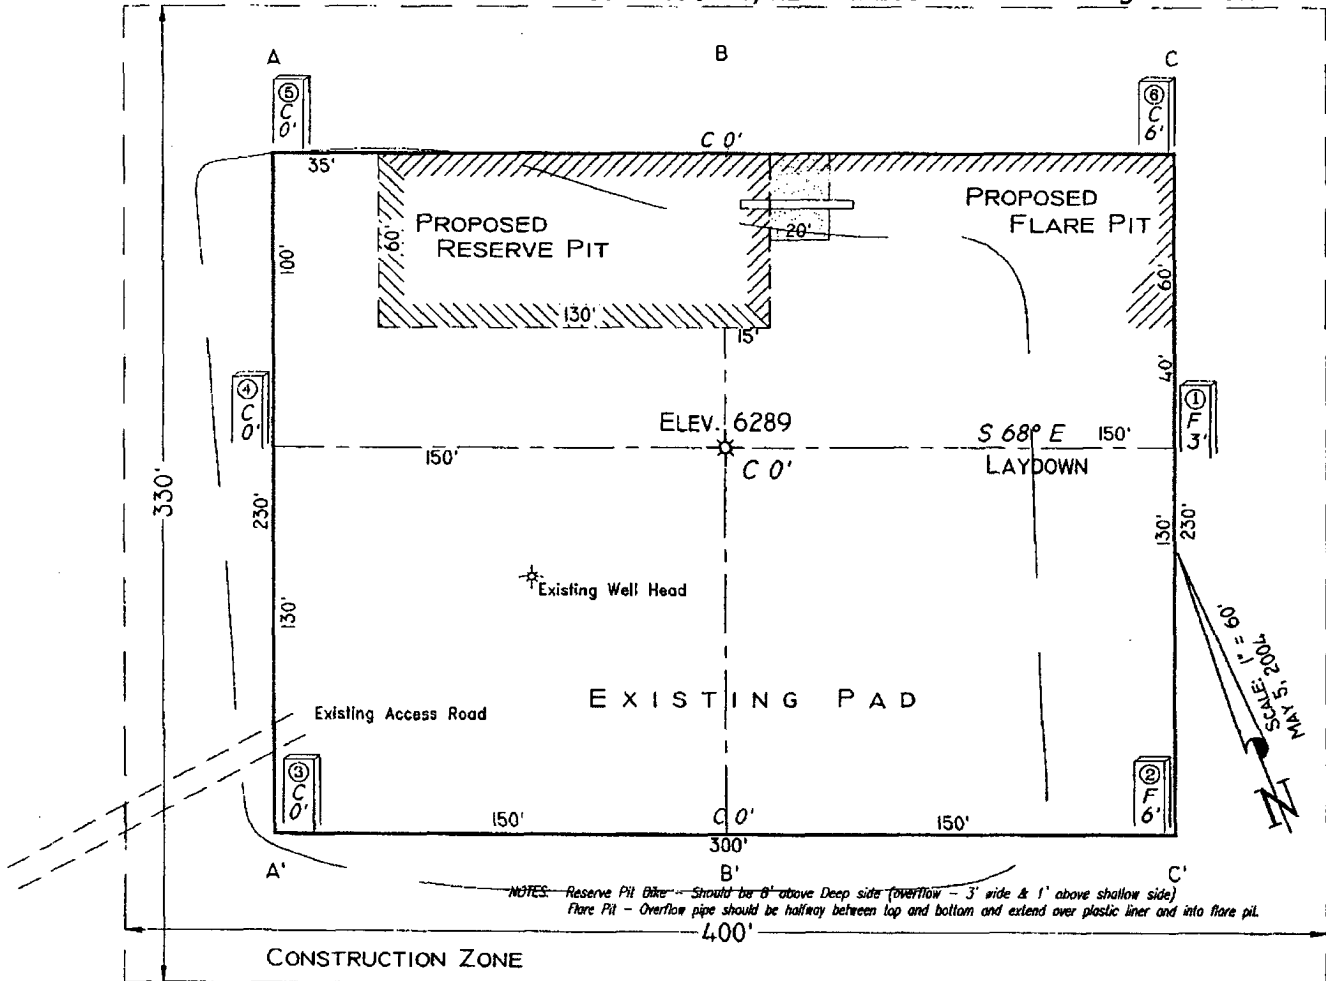 A
B
C
⑤
C
0'
⑥
C
6'
C 0'
35'
PROPOSED
RESERVE PIT
PROPOSED
FLARE PIT
60'
20'
100'
60'
130'
15'
40'
④
C
0'
①
F
3'
ELEV. 6289
S 68° E
150'
150'
C 0'
LAYDOWN
330'
230'
130'
230'
Existing Well Head
130'
SCALE: 1" = 60'
MAY 5, 2004
EXISTING PAD
Existing Access Road
③
C
0'
②
F
6'
N
150'
C 0'
150'
300'
A'
B'
C'
NOTES: Reserve Pit Dike - Should be 8' above Deep side (overflow - 3' wide & 1' above shallow side)
Flare Pit - Overflow pipe should be halfway between top and bottom and extend over plastic liner and into flare pit.
400'
CONSTRUCTION ZONE